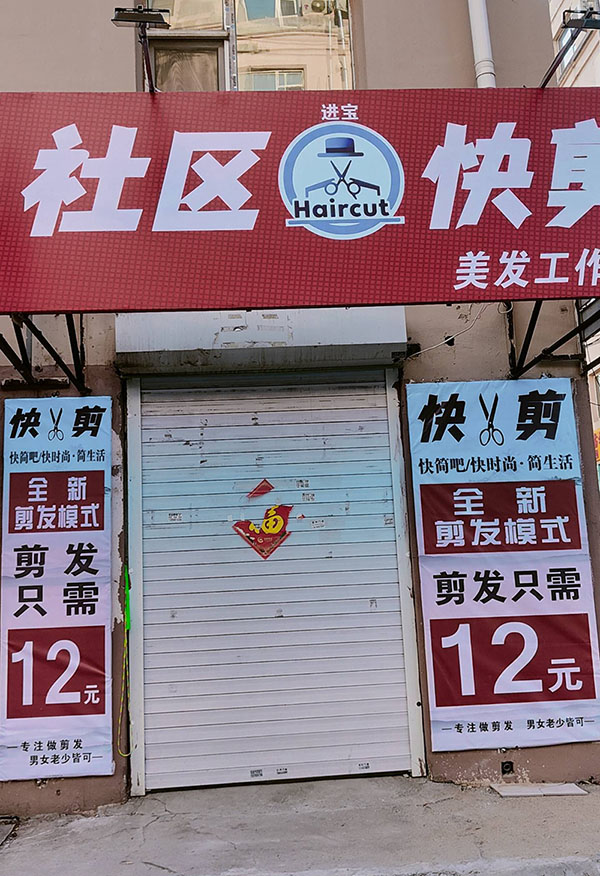 进宝
社区 快剪
Haircut
美发工作
快剪
快简吧/快时尚·简生活
全新
剪发模式
剪发
只需
12元
—专注做剪发
男女老少皆可—
福
快剪
快简吧/快时尚·简生活
全新
剪发模式
剪发只需
12元
—专注做剪发 男女老少皆可—